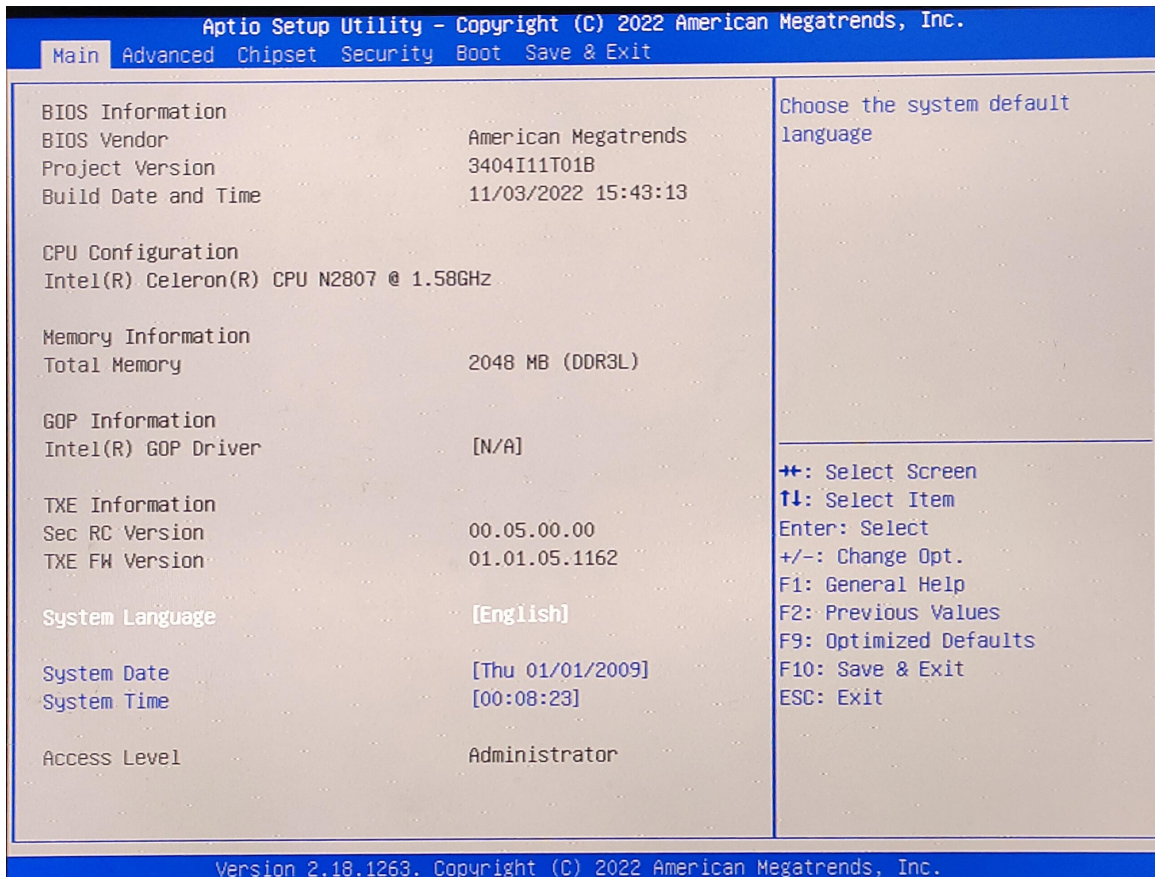 Aptio Setup Utility – Copyright (C) 2022 American Megatrends, Inc.
Main Advanced Chipset Security Boot Save & Exit
BIOS Information
BIOS Vendor American Megatrends
Project Version 3404I11T01B
Build Date and Time 11/03/2022 15:43:13
CPU Configuration
Intel(R) Celeron(R) CPU N2807 @ 1.58GHz
Memory Information
Total Memory 2048 MB (DDR3L)
GOP Information
Intel(R) GOP Driver [N/A]
TXE Information
Sec RC Version 00.05.00.00
TXE FW Version 01.01.05.1162
System Language [English]
System Date [Thu 01/01/2009]
System Time [00:08:23]
Access Level Administrator
Choose the system default
language
→←: Select Screen
↑↓: Select Item
Enter: Select
+/-: Change Opt.
F1: General Help
F2: Previous Values
F9: Optimized Defaults
F10: Save & Exit
ESC: Exit
Version 2.18.1263. Copyright (C) 2022 American Megatrends, Inc.